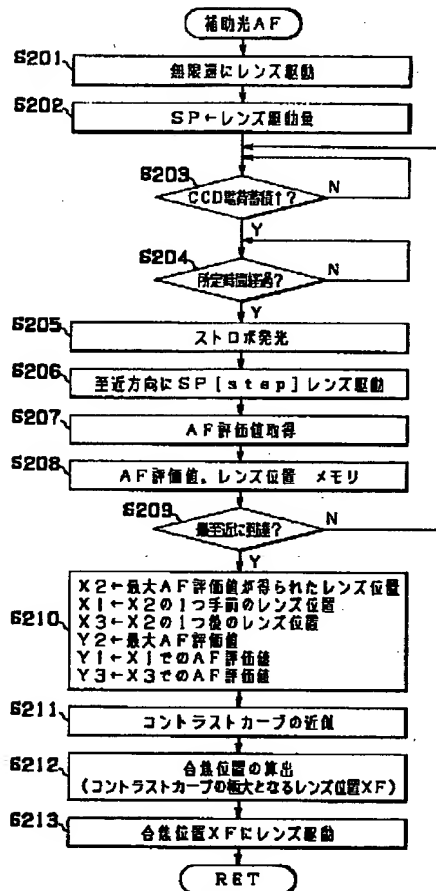 補助光AF
S201
無限遠にレンズ駆動
S202
SP←レンズ駆動量
S203
CCD電荷蓄積↑?
N
Y
S204
所定時間経過?
N
Y
S205
ストロボ発光
S206
至近方向にSP[step]レンズ駆動
S207
AF評価値取得
S208
AF評価値,レンズ位置 メモリ
S209
最至近に到達?
N
Y
S210
X2←最大AF評価値が得られたレンズ位置
X1←X2の1つ手前のレンズ位置
X3←X2の1つ後のレンズ位置
Y2←最大AF評価値
Y1←X1でのAF評価値
Y3←X3でのAF評価値
S211
コントラストカーブの近似
S212
合焦位置の算出
(コントラストカーブの極大となるレンズ位置XF)
S213
合焦位置XFにレンズ駆動
RET